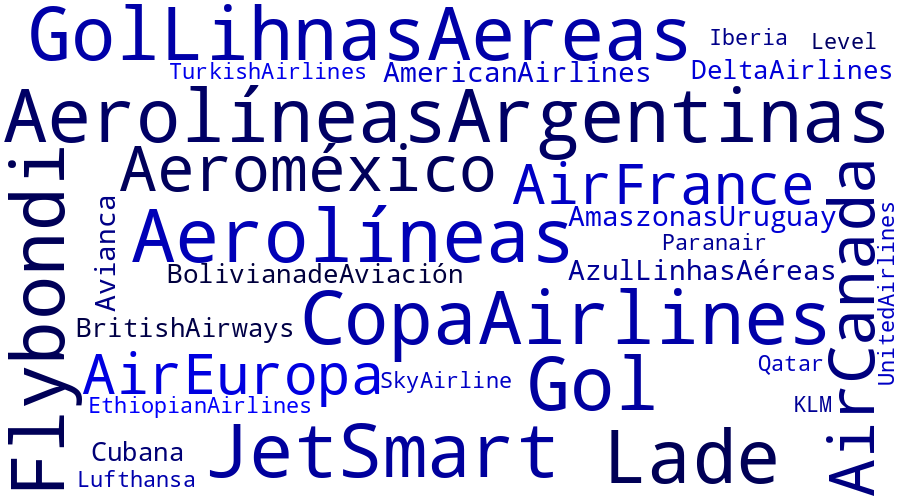 GolLihnasAereas
Iberia
Level
TurkishAirlines
AmericanAirlines
DeltaAirlines
AerolíneasArgentinas
Aeroméxico
AirFrance
Flybondi
Avianca
Aerolíneas
AmaszonasUruguay
Paranair
AirCanada
UnitedAirlines
BolivianadeAviación
AzulLinhasAéreas
CopaAirlines
BritishAirways
AirEuropa
SkyAirline
Gol
Qatar
KLM
EthiopianAirlines
JetSmart
Lade
Cubana
Lufthansa